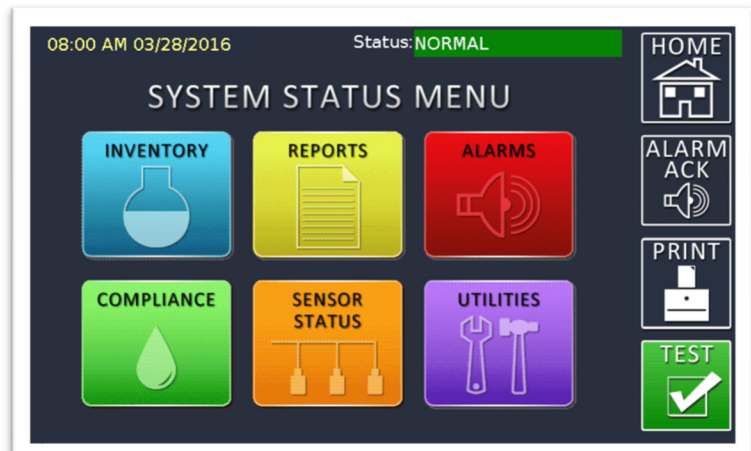 08:00 AM 03/28/2016
Status: NORMAL
SYSTEM STATUS MENU
INVENTORY
REPORTS
ALARMS
COMPLIANCE
SENSOR
STATUS
UTILITIES
HOME
ALARM
ACK
PRINT
TEST